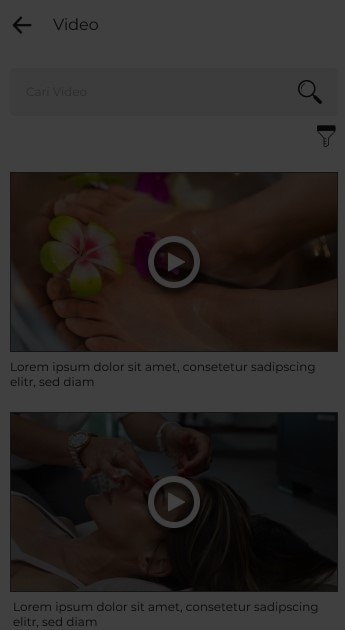 Video
Cari Video
Lorem ipsum dolor sit amet, consetetur sadipscing
elitr, sed diam
Lorem ipsum dolor sit amet, consetetur sadipscing
elitr, sed diam